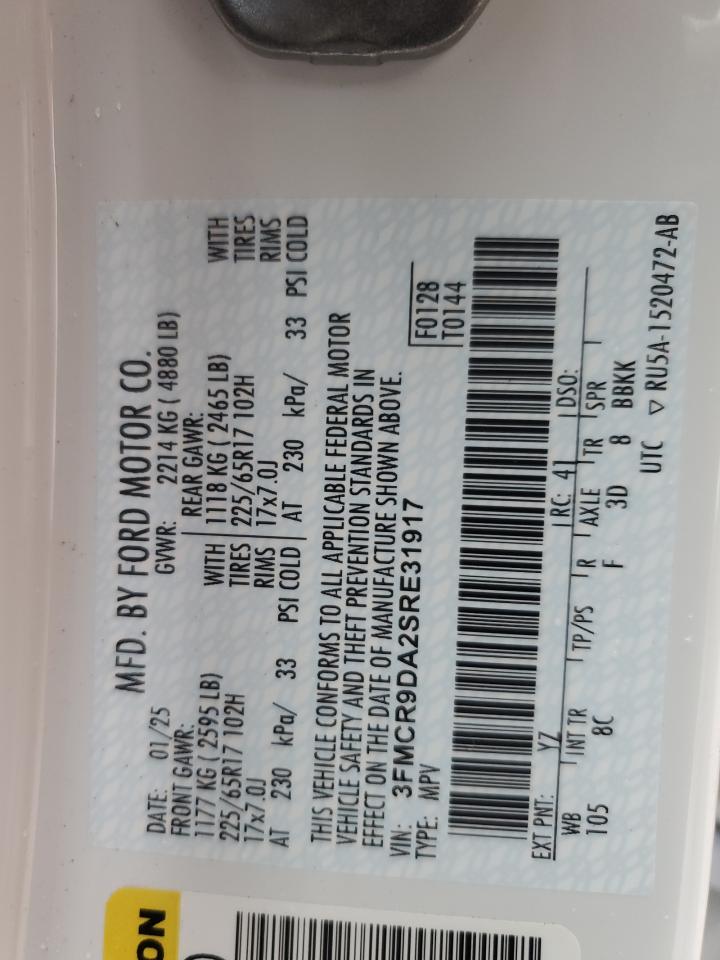 MFD. BY FORD MOTOR CO.
DATE: 01/25 GVWR: 2214 KG ( 4880 LB)
FRONT GAWR: REAR GAWR:
1177 KG ( 2595 LB) WITH 1118 KG ( 2465 LB) WITH
225/65R17 102H TIRES 225/65R17 102H TIRES
17x7.0J RIMS 17x7.0J RIMS
AT 230 kPa/ 33 PSI COLD AT 230 kPa/ 33 PSI COLD
THIS VEHICLE CONFORMS TO ALL APPLICABLE FEDERAL MOTOR
VEHICLE SAFETY AND THEFT PREVENTION STANDARDS IN
EFFECT ON THE DATE OF MANUFACTURE SHOWN ABOVE.
VIN: 3FMCR9DA2SRE31917 F0128
TYPE: MPV T0144
EXT PNT: YZ RC: 41 DSO:
WB INT TR TP/PS R AXLE TR SPR
105 8C F 3D 8 BBKK
UTC ▽ RU5A-1520472-AB
ON